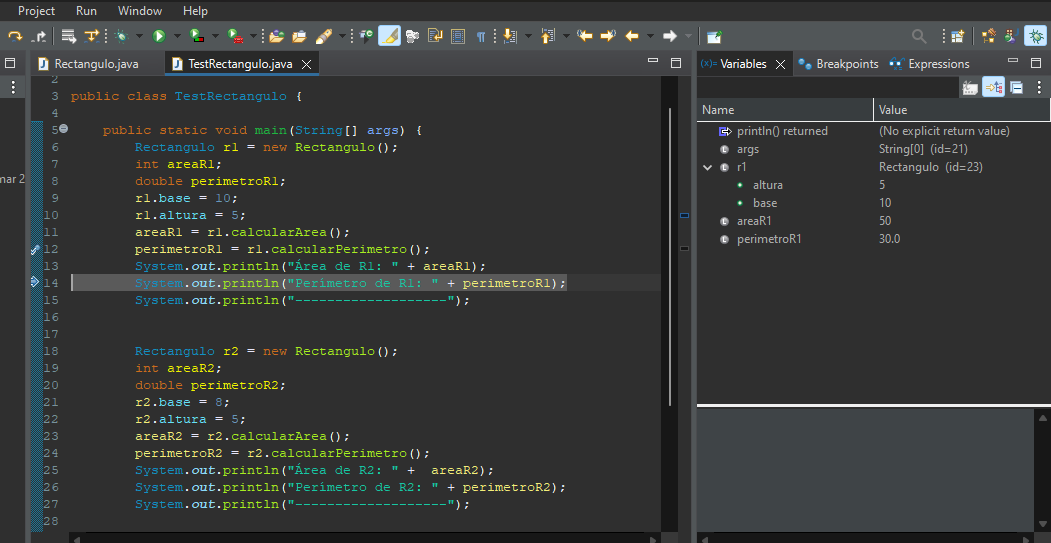 Project Run Window Help
Rectangulo.java TestRectangulo.java
mar 2
2
3 public class TestRectangulo {
4
5 public static void main(String[] args) {
6 Rectangulo r1 = new Rectangulo();
7 int areaR1;
8 double perimetroR1;
9 r1.base = 10;
10 r1.altura = 5;
11 areaR1 = r1.calcularArea();
12 perimetroR1 = r1.calcularPerimetro();
13 System.out.println("Área de R1: " + areaR1);
14 System.out.println("Perímetro de R1: " + perimetroR1);
15 System.out.println("-------------------");
16
17
18 Rectangulo r2 = new Rectangulo();
19 int areaR2;
20 double perimetroR2;
21 r2.base = 8;
22 r2.altura = 5;
23 areaR2 = r2.calcularArea();
24 perimetroR2 = r2.calcularPerimetro();
25 System.out.println("Área de R2: " +  areaR2);
26 System.out.println("Perímetro de R2: " + perimetroR2);
27 System.out.println("-------------------");
28
(x)= Variables Breakpoints Expressions
Name Value
println() returned (No explicit return value)
args String[0] (id=21)
r1 Rectangulo (id=23)
altura 5
base 10
areaR1 50
perimetroR1 30.0